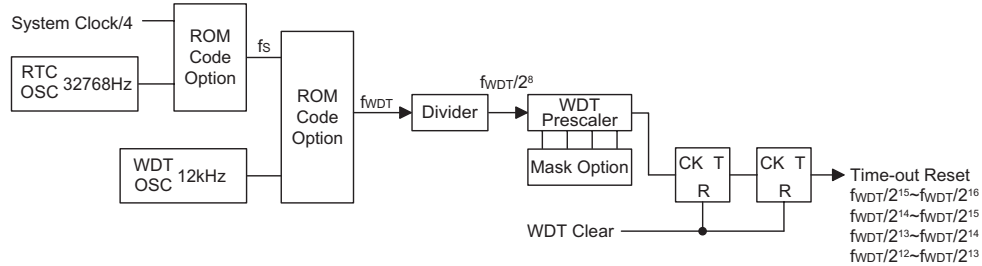 System Clock/4
RTC
OSC
32768Hz
ROM
Code
Option
fS
WDT
OSC
12kHz
ROM
Code
Option
fWDT
Divider
fWDT/2⁸
WDT
Prescaler
Mask Option
CK T
R
CK T
R
WDT Clear
Time-out Reset
fWDT/2¹⁵~fWDT/2¹⁶
fWDT/2¹⁴~fWDT/2¹⁵
fWDT/2¹³~fWDT/2¹⁴
fWDT/2¹²~fWDT/2¹³